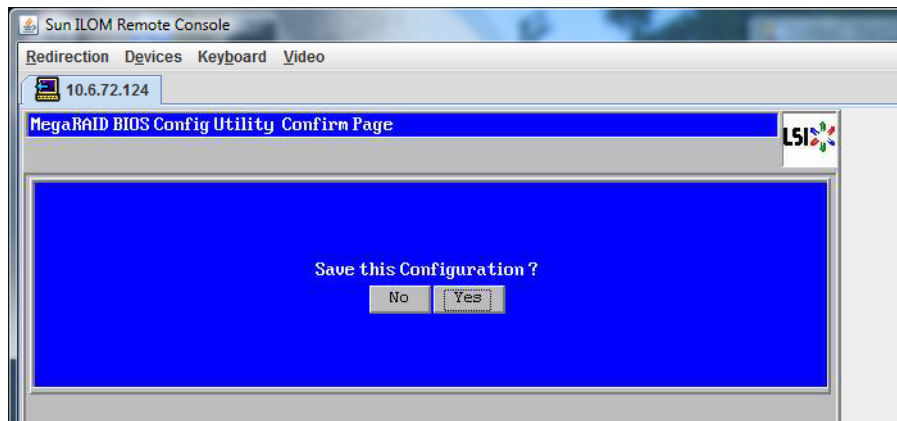 Sun ILOM Remote Console
Redirection Devices Keyboard Video
10.6.72.124
MegaRAID BIOS Config Utility Confirm Page
LSI
Save this Configuration ?
No Yes